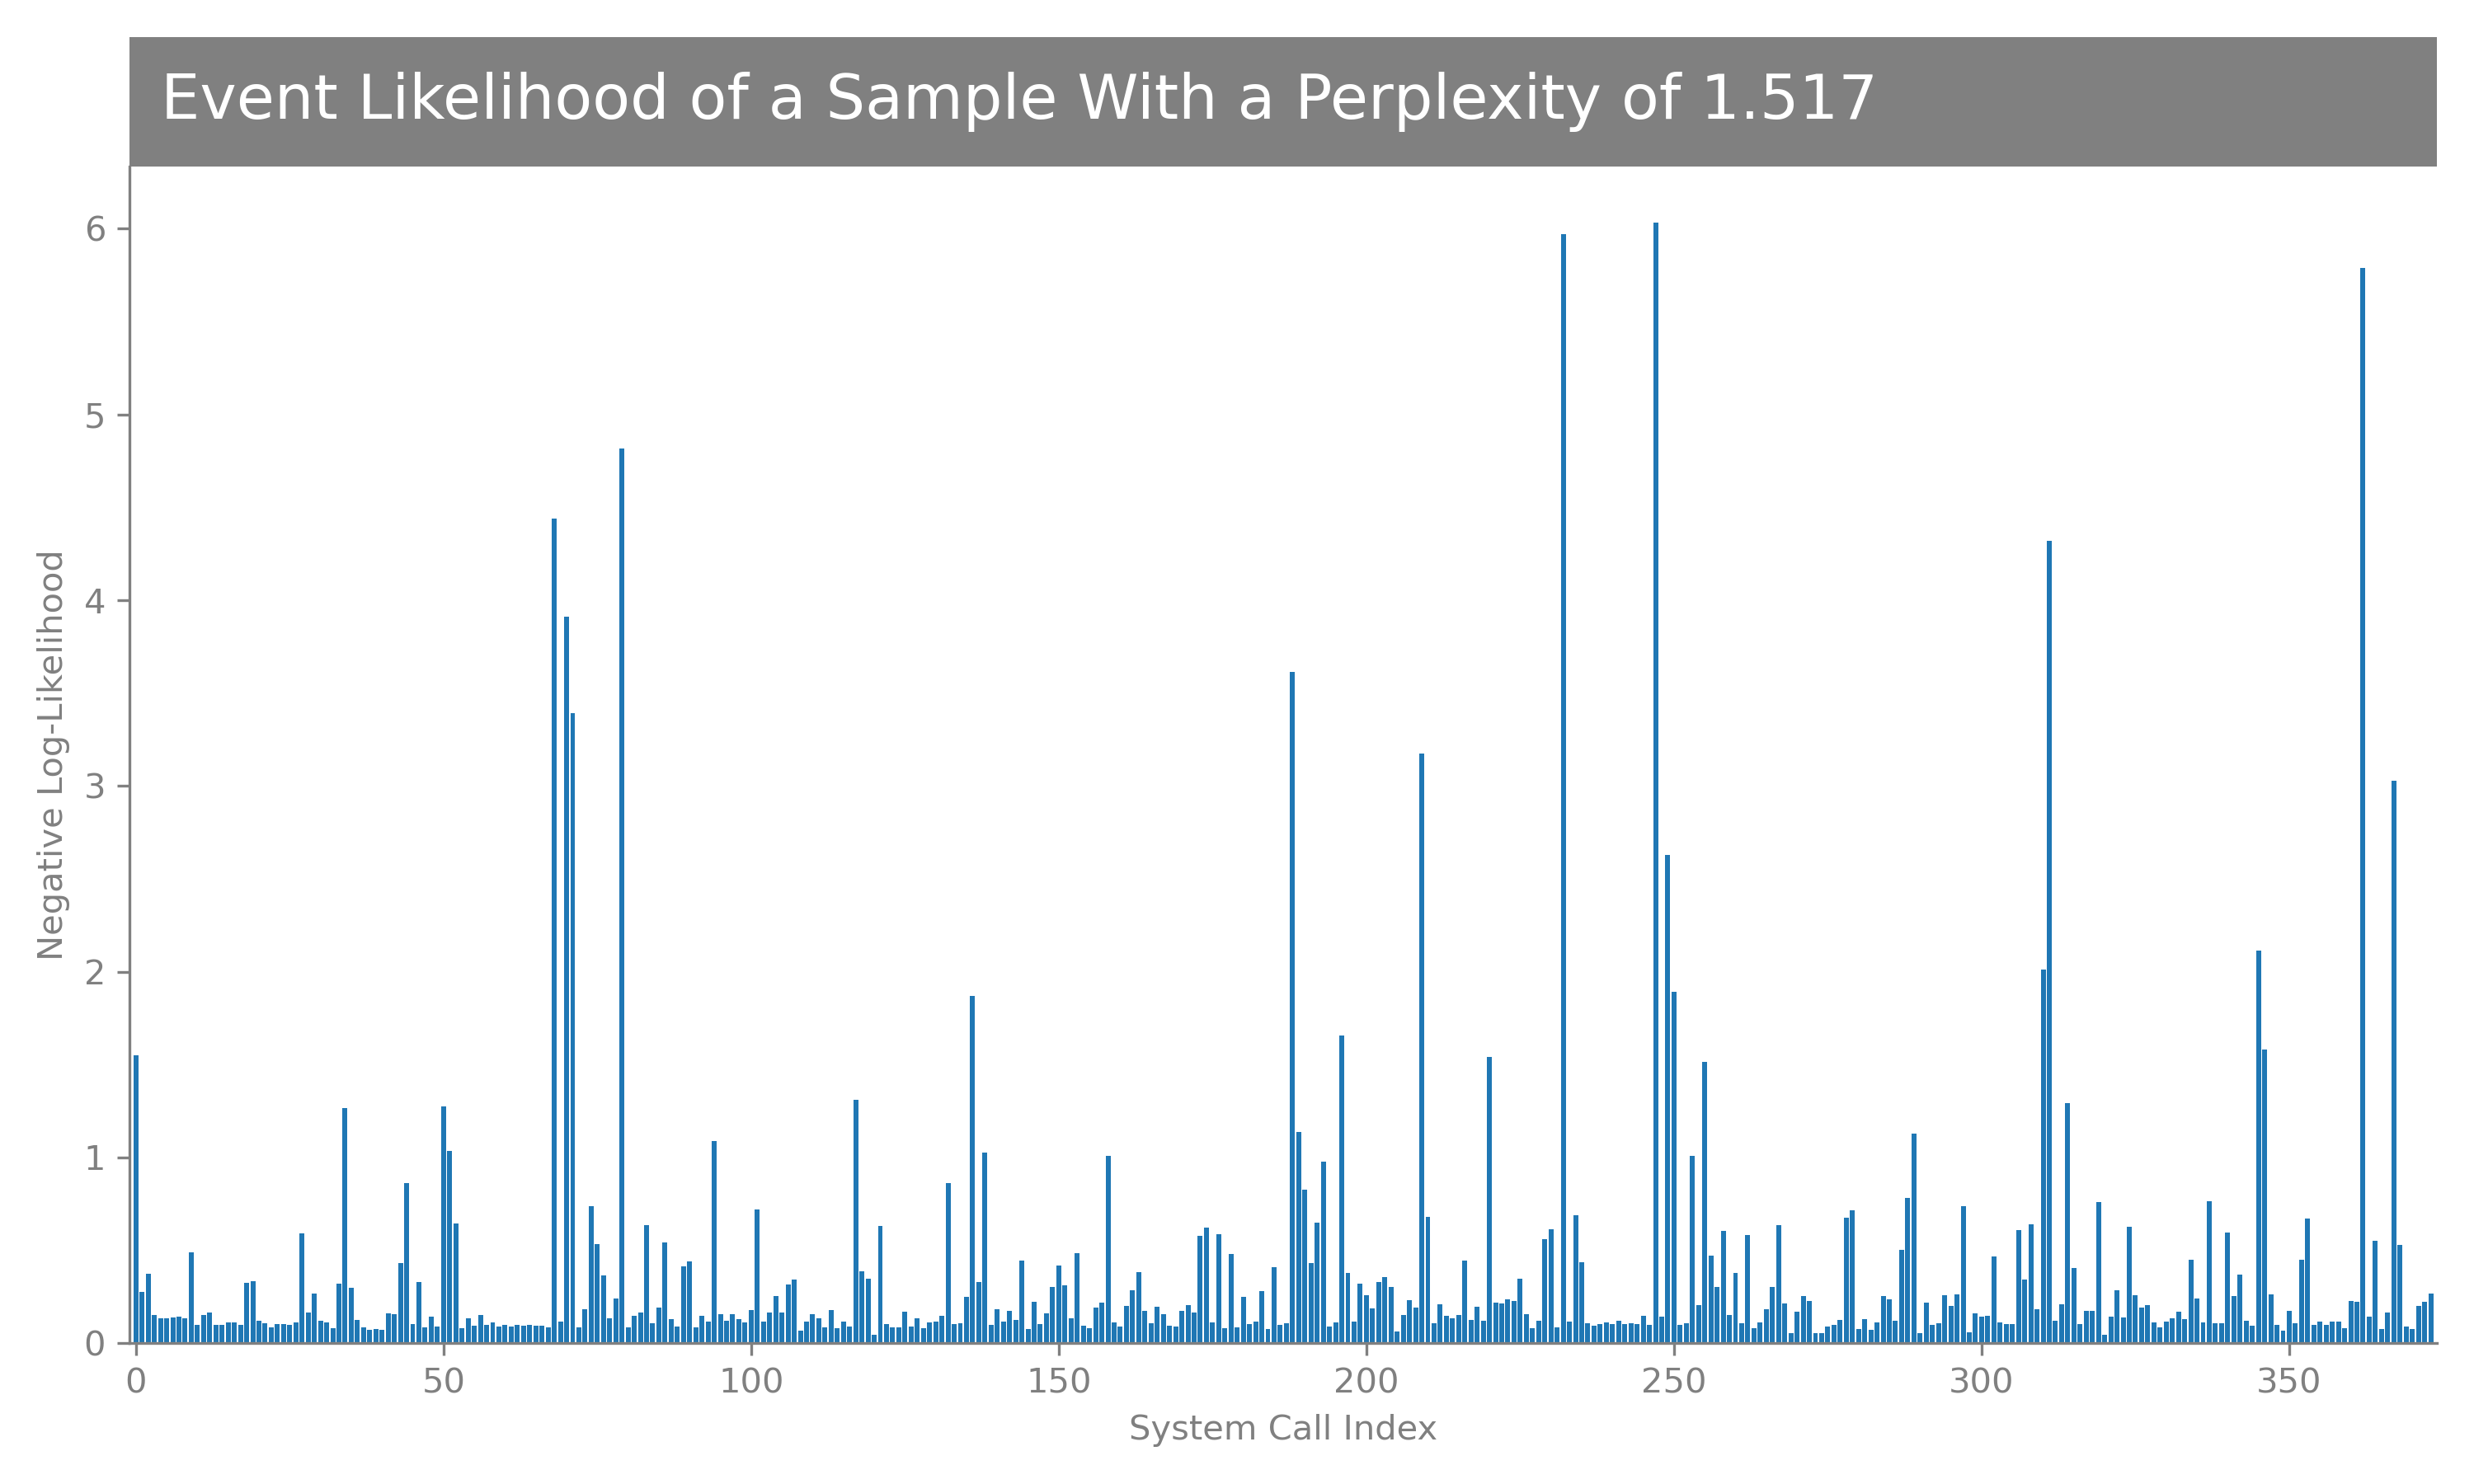 Event Likelihood of a Sample With a Perplexity of 1.517
Negative Log-Likelihood
6
5
4
3
2
1
0
0 50 100 150 200 250 300 350
System Call Index